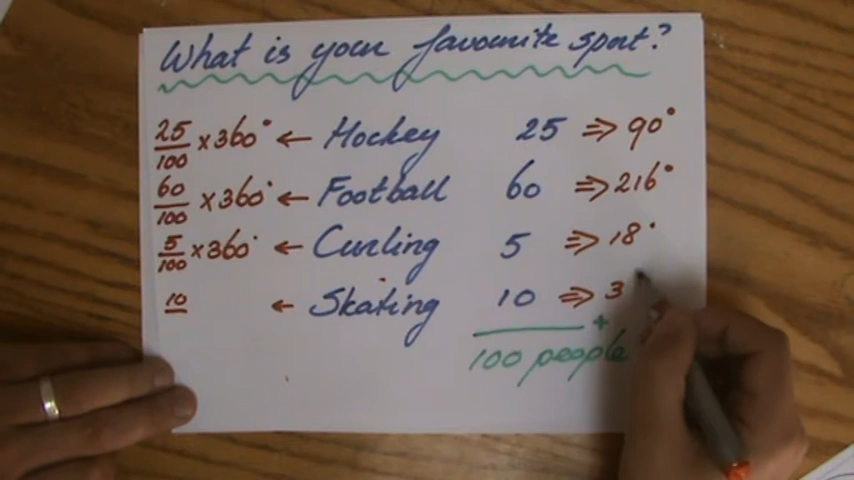 What is your favourite sport?
25/100 x 360° ← Hockey 25 ⇒ 90°
60/100 x 360° ← Football 60 ⇒ 216°
5/100 x 360° ← Curling 5 ⇒ 18°
10 ← Skating 10 ⇒ 3
+
100 people